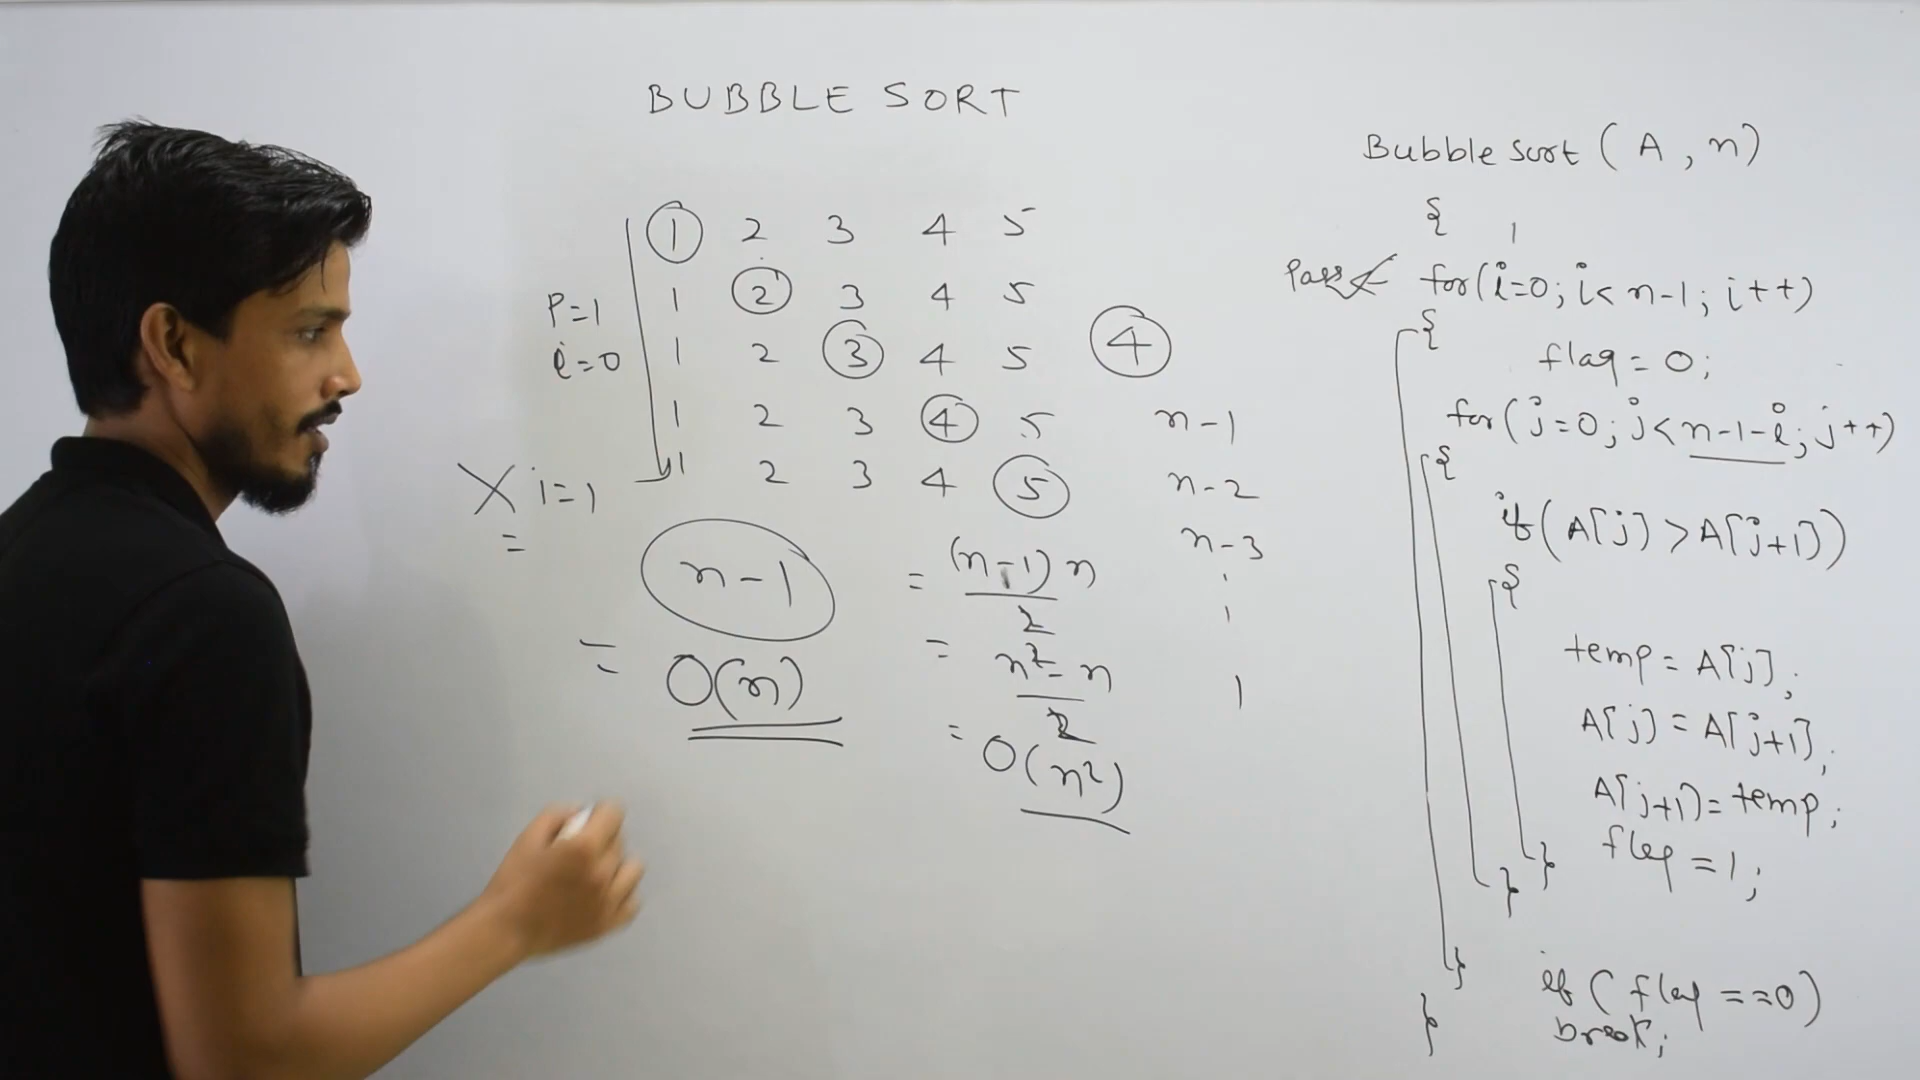 BUBBLE SORT
1 2 3 4 5
1 2 3 4 5
1 2 3 4 5
1 2 3 4 5
1 2 3 4 5
P=1
i=0
X i=1
=
n-1
= O(n)
4
n-1
n-2
n-3
1
= (n-1) n
2
= n²-n
2
= O(n²)
Bubble sort (A, n)
{
1
Pass for(i=0; i<n-1; i++)
{
flag = 0;
for(j=0; j<n-1-i; j++)
{
if(A[j] > A[j+1])
{
temp = A[j];
A[j] = A[j+1];
A[j+1] = temp;
flag = 1;
}
}
}
if (flag ==0)
break;
}